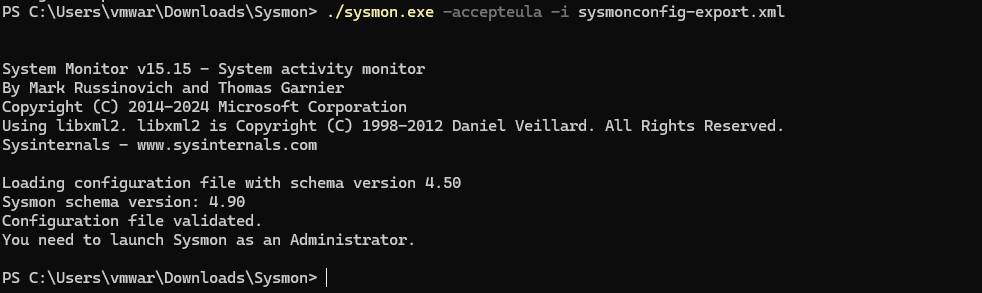 PS C:\Users\vmwar\Downloads\Sysmon> ./sysmon.exe -accepteula -i sysmonconfig-export.xml
System Monitor v15.15 - System activity monitor
By Mark Russinovich and Thomas Garnier
Copyright (C) 2014-2024 Microsoft Corporation
Using libxml2. libxml2 is Copyright (C) 1998-2012 Daniel Veillard. All Rights Reserved.
Sysinternals - www.sysinternals.com
Loading configuration file with schema version 4.50
Sysmon schema version: 4.90
Configuration file validated.
You need to launch Sysmon as an Administrator.
PS C:\Users\vmwar\Downloads\Sysmon>